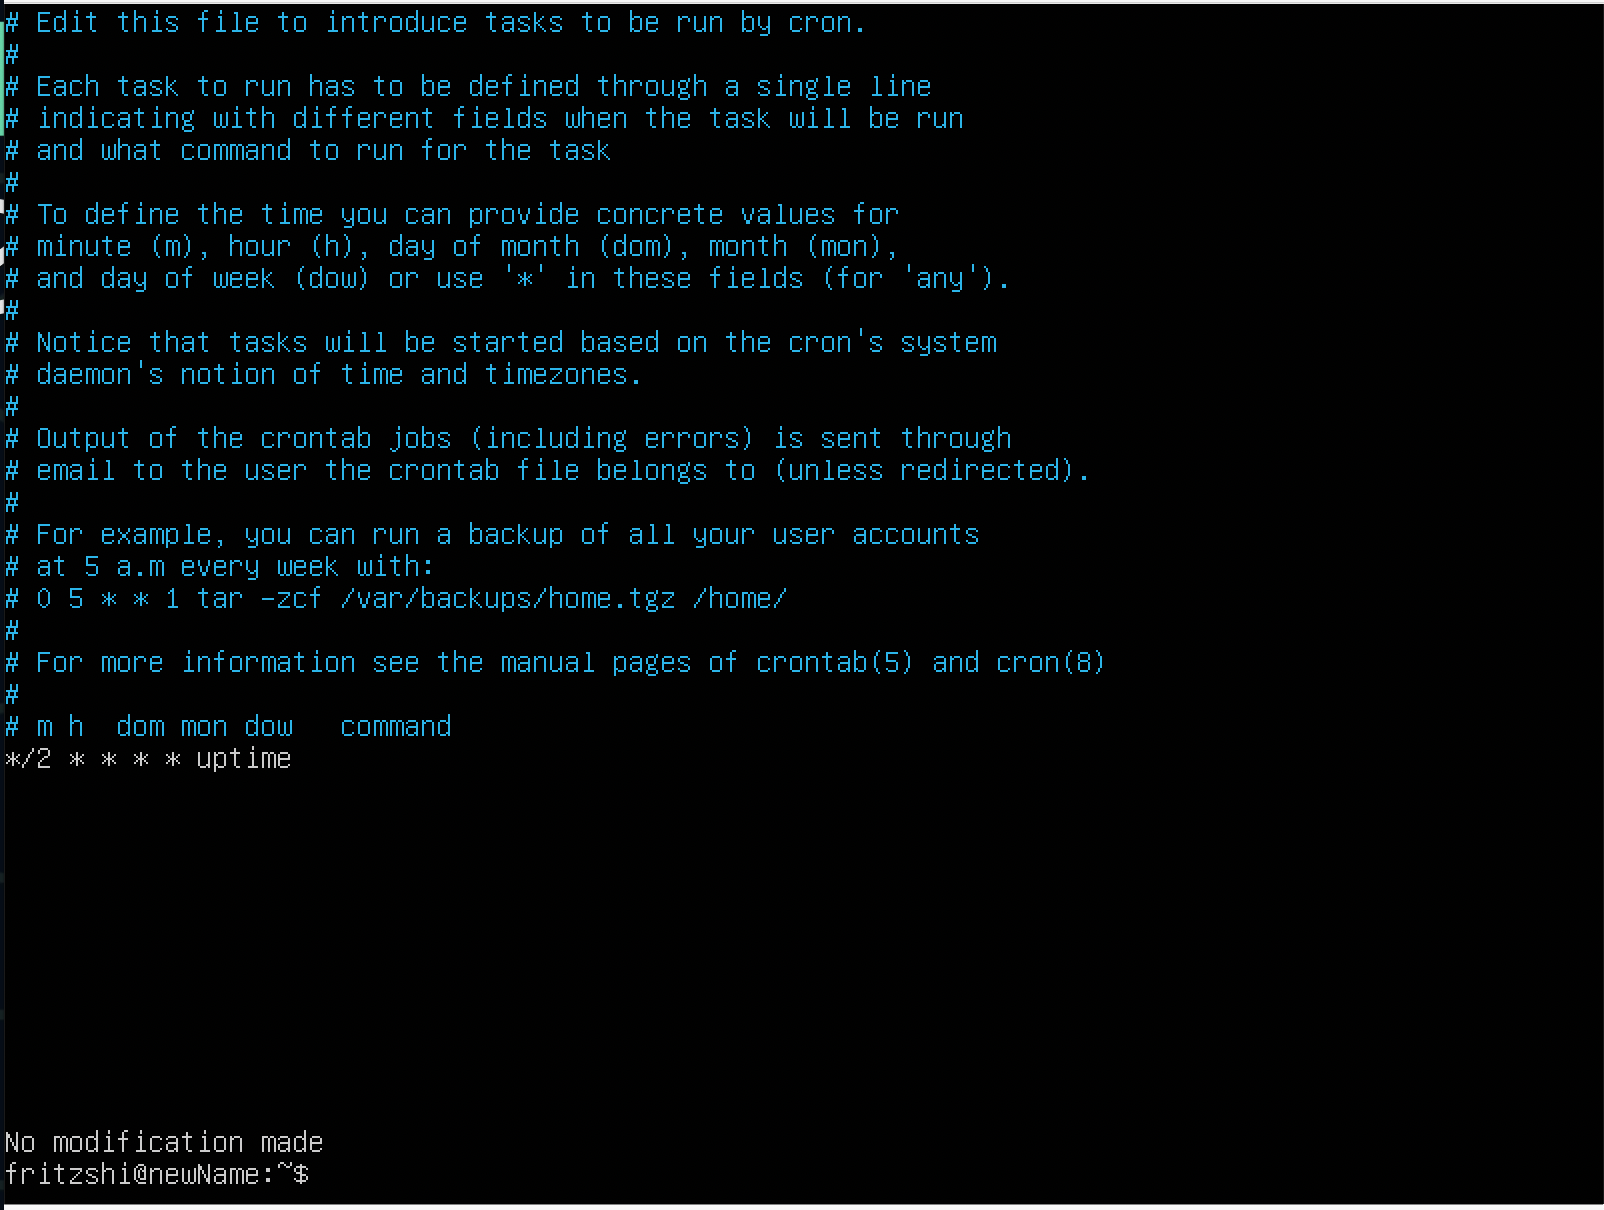 # Edit this file to introduce tasks to be run by cron.
#
# Each task to run has to be defined through a single line
# indicating with different fields when the task will be run
# and what command to run for the task
#
# To define the time you can provide concrete values for
# minute (m), hour (h), day of month (dom), month (mon),
# and day of week (dow) or use '*' in these fields (for 'any').
#
# Notice that tasks will be started based on the cron's system
# daemon's notion of time and timezones.
#
# Output of the crontab jobs (including errors) is sent through
# email to the user the crontab file belongs to (unless redirected).
#
# For example, you can run a backup of all your user accounts
# at 5 a.m every week with:
# 0 5 * * 1 tar -zcf /var/backups/home.tgz /home/
#
# For more information see the manual pages of crontab(5) and cron(8)
#
# m h  dom mon dow   command
*/2 * * * * uptime
No modification made
fritzshi@newName:~$